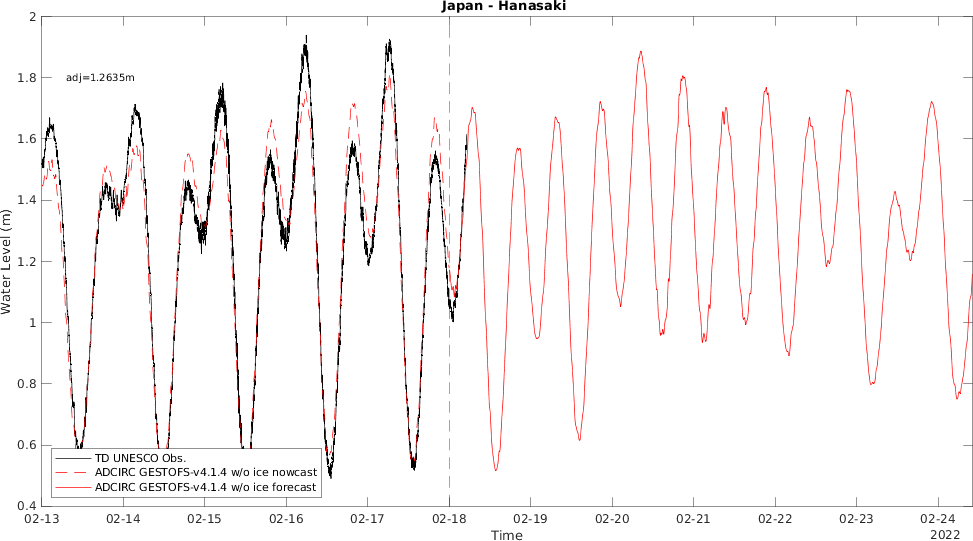 Japan - Hanasaki
2
1.8
adj=1.2635m
1.6
1.4
1.2
1
0.8
0.6
0.4
Water Level (m)
TD UNESCO Obs.
ADCIRC GESTOFS-v4.1.4 w/o ice nowcast
ADCIRC GESTOFS-v4.1.4 w/o ice forecast
02-13 02-14 02-15 02-16 02-17 02-18 02-19 02-20 02-21 02-22 02-23 02-24
Time
2022